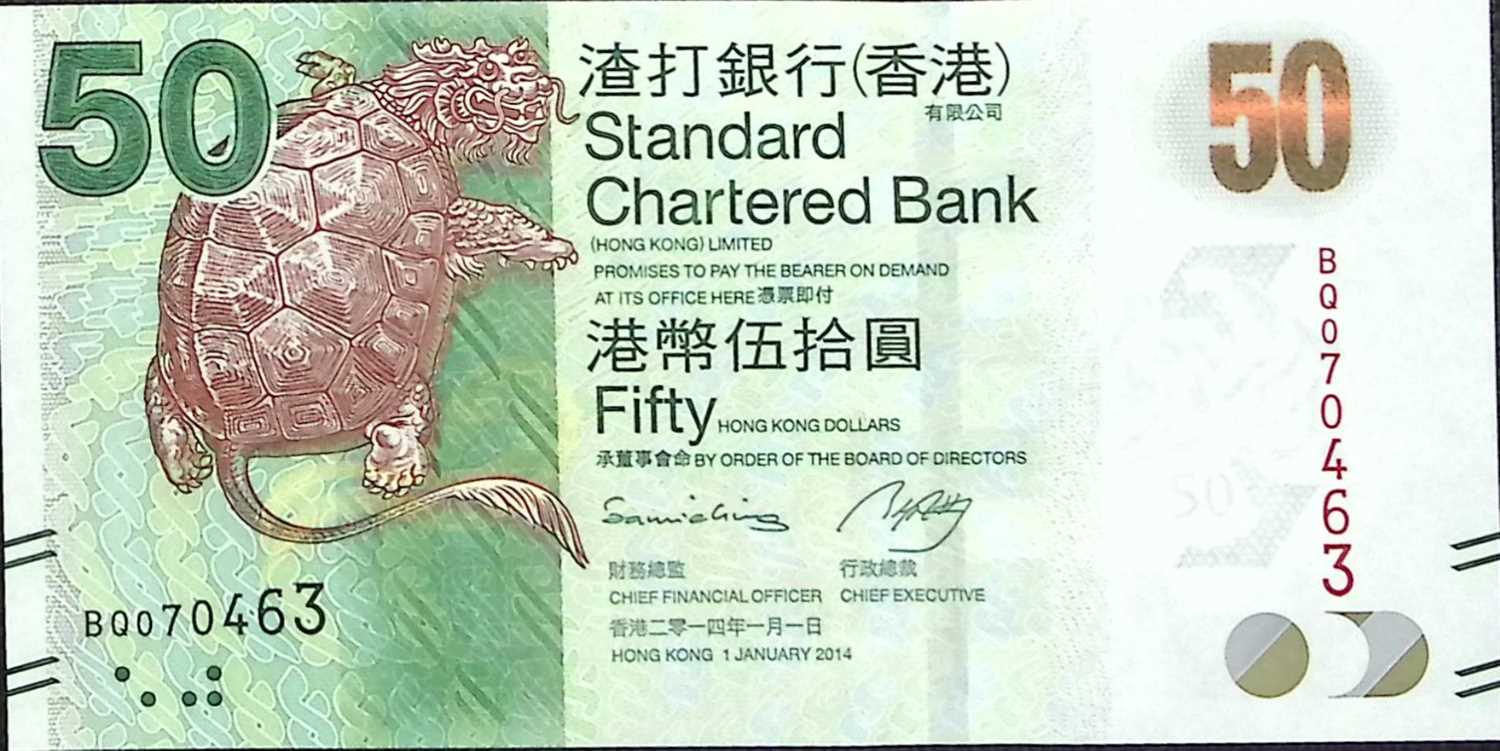 50
渣打銀行(香港)
有限公司
Standard
Chartered Bank
(HONG KONG) LIMITED
PROMISES TO PAY THE BEARER ON DEMAND
AT ITS OFFICE HERE憑票即付
港幣伍拾圓
Fifty HONG KONG DOLLARS
承董事會命 BY ORDER OF THE BOARD OF DIRECTORS
財務總監 行政總裁
CHIEF FINANCIAL OFFICER CHIEF EXECUTIVE
香港二零一四年一月一日
HONG KONG 1 JANUARY 2014
BQ070463
50
BQ070463
50